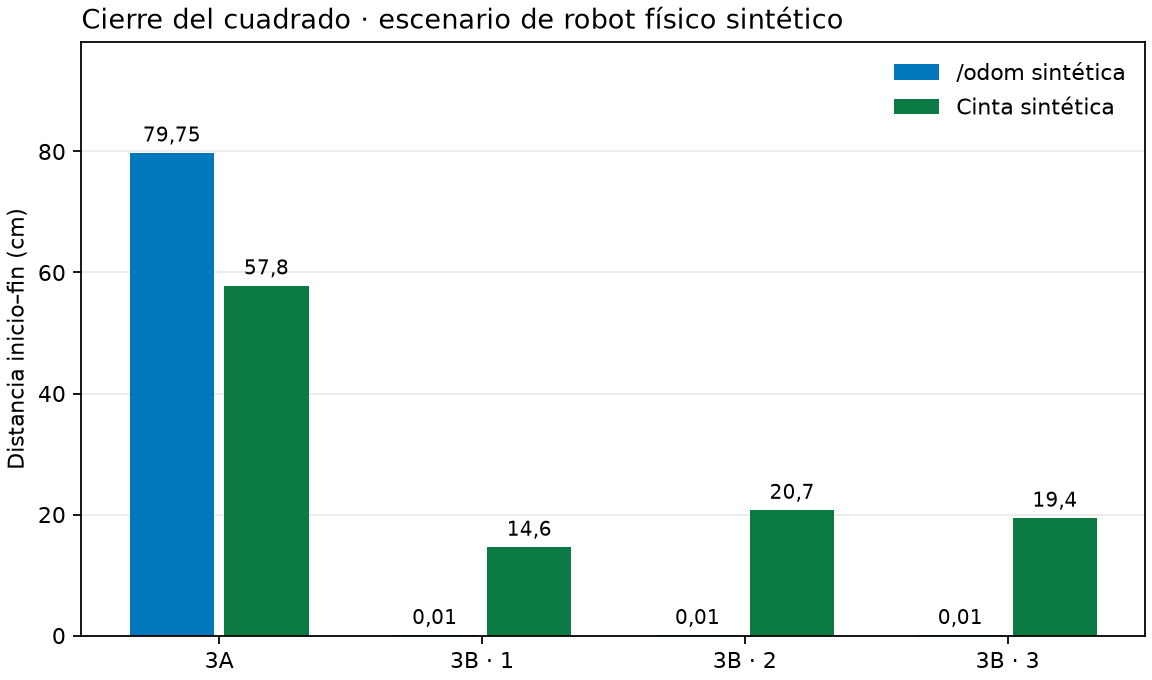 Cierre del cuadrado · escenario de robot físico sintético
/odom sintética
Cinta sintética
Distancia inicio–fin (cm)
80
60
40
20
0
79,75
57,8
0,01
14,6
0,01
20,7
0,01
19,4
3A
3B · 1
3B · 2
3B · 3